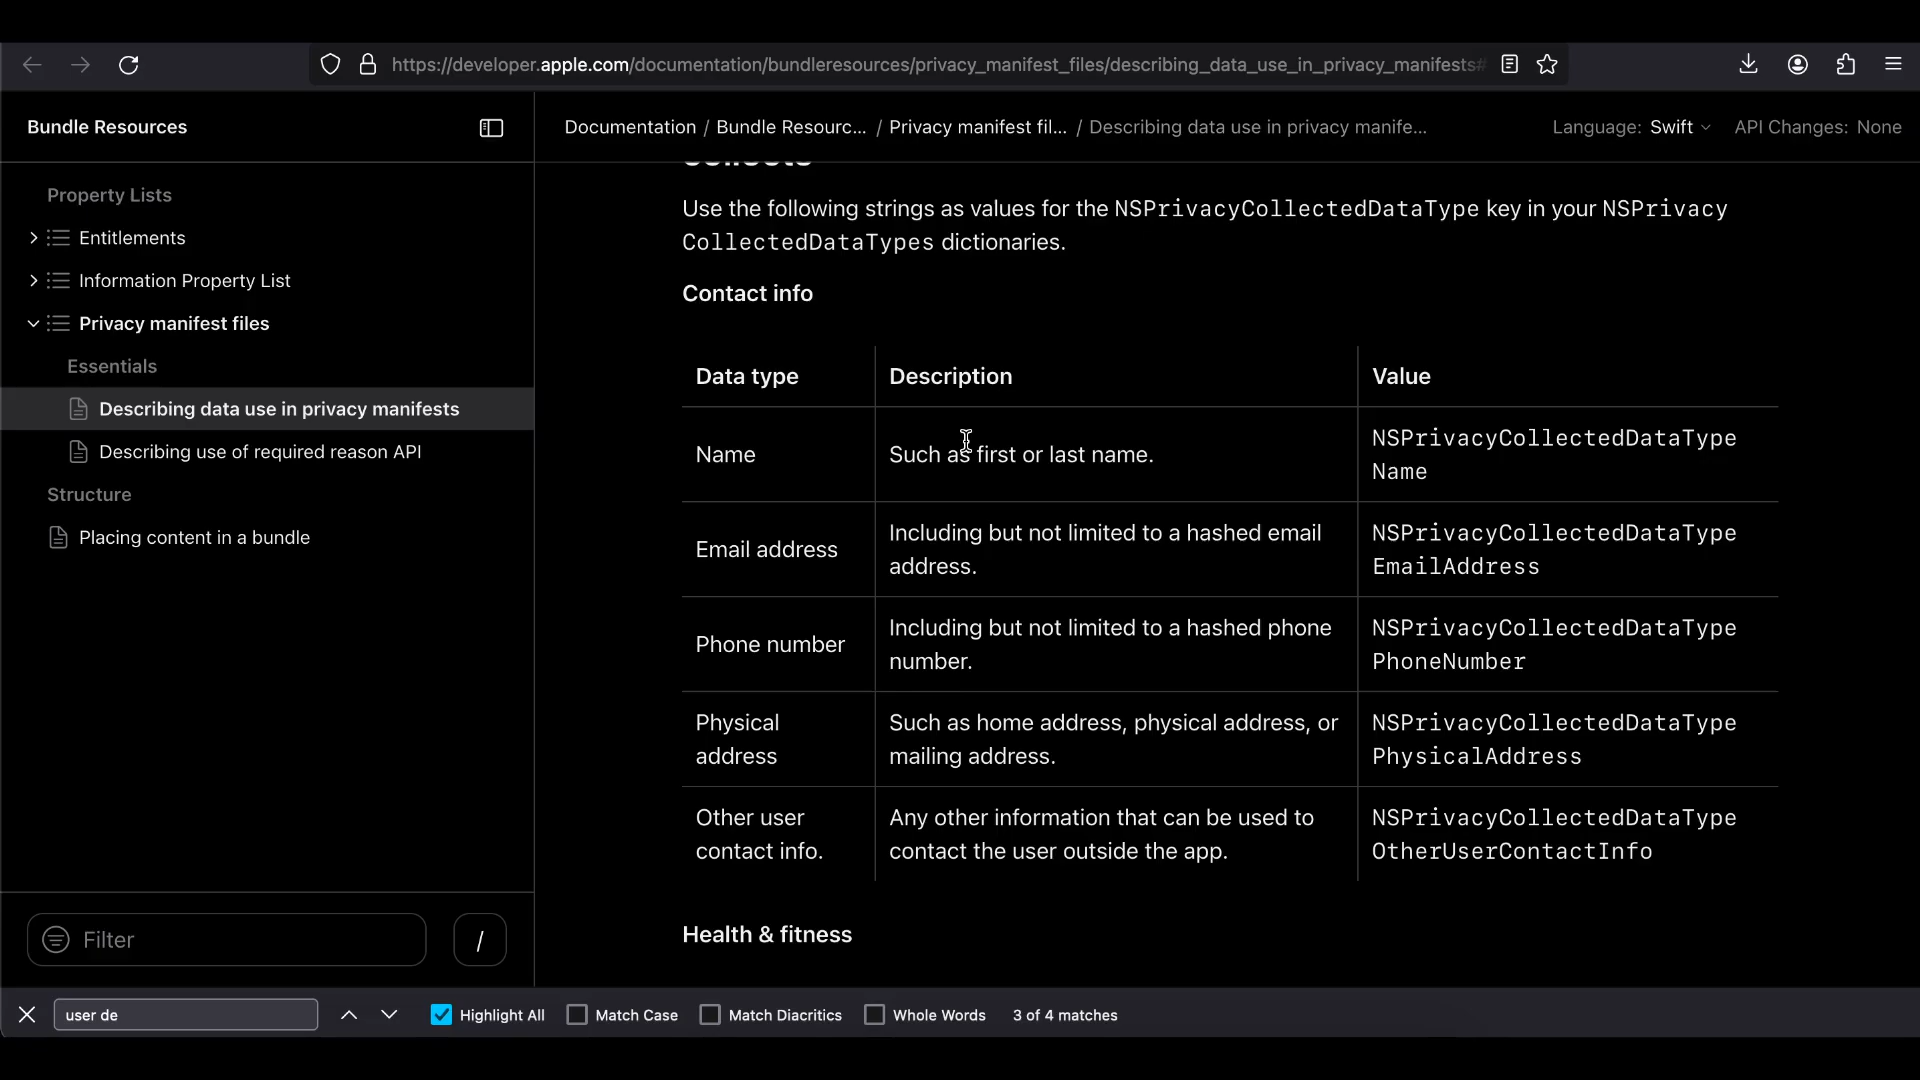 https://developer.apple.com/documentation/bundleresources/privacy_manifest_files/describing_data_use_in_privacy_manifests#
Bundle Resources
Documentation / Bundle Resourc... / Privacy manifest fil... / Describing data use in privacy manife...
Language: Swift
API Changes: None
Property Lists
Entitlements
Information Property List
Privacy manifest files
Essentials
Describing data use in privacy manifests
Describing use of required reason API
Structure
Placing content in a bundle
Filter
/
Use the following strings as values for the NSPrivacyCollectedDataType key in your NSPrivacy
CollectedDataTypes dictionaries.
Contact info
Data type Description Value
Name
Such as first or last name.
NSPrivacyCollectedDataType
Name
Email address
Including but not limited to a hashed email
address.
NSPrivacyCollectedDataType
EmailAddress
Phone number
Including but not limited to a hashed phone
number.
NSPrivacyCollectedDataType
PhoneNumber
Physical
address
Such as home address, physical address, or
mailing address.
NSPrivacyCollectedDataType
PhysicalAddress
Other user
contact info.
Any other information that can be used to
contact the user outside the app.
NSPrivacyCollectedDataType
OtherUserContactInfo
Health & fitness
user de
Highlight All
Match Case
Match Diacritics
Whole Words
3 of 4 matches